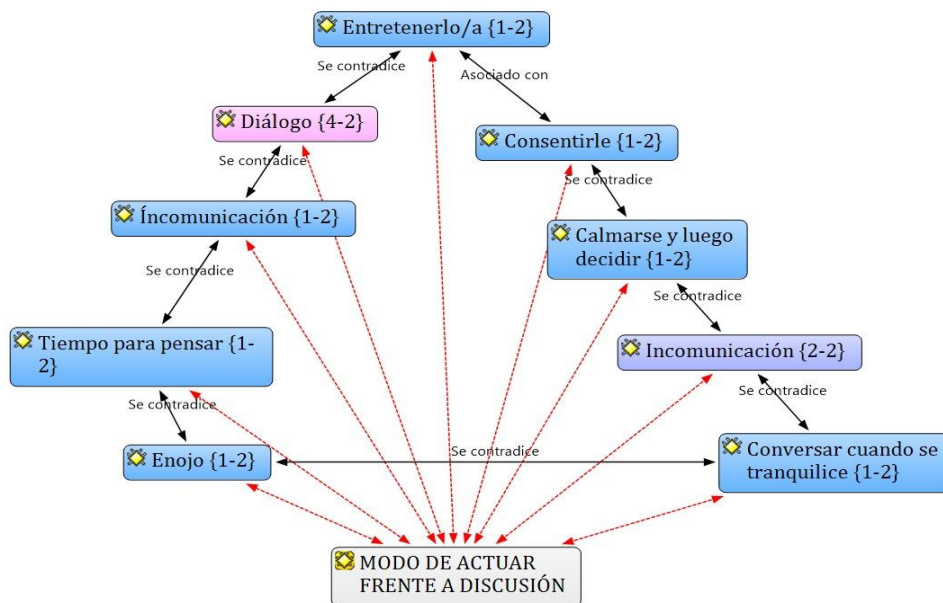 Entretenerlo/a {1-2}
Se contradice
Asociado con
Diálogo {4-2}
Consentirle {1-2}
Se contradice
Se contradice
Íncomunicación {1-2}
Calmarse y luego
decidir {1-2}
Se contradice
Se contradice
Tiempo para pensar {1-
2}
Incomunicación {2-2}
Se contradice
Se contradice
Enojo {1-2}
Se contradice
Conversar cuando se
tranquilice {1-2}
MODO DE ACTUAR
FRENTE A DISCUSIÓN